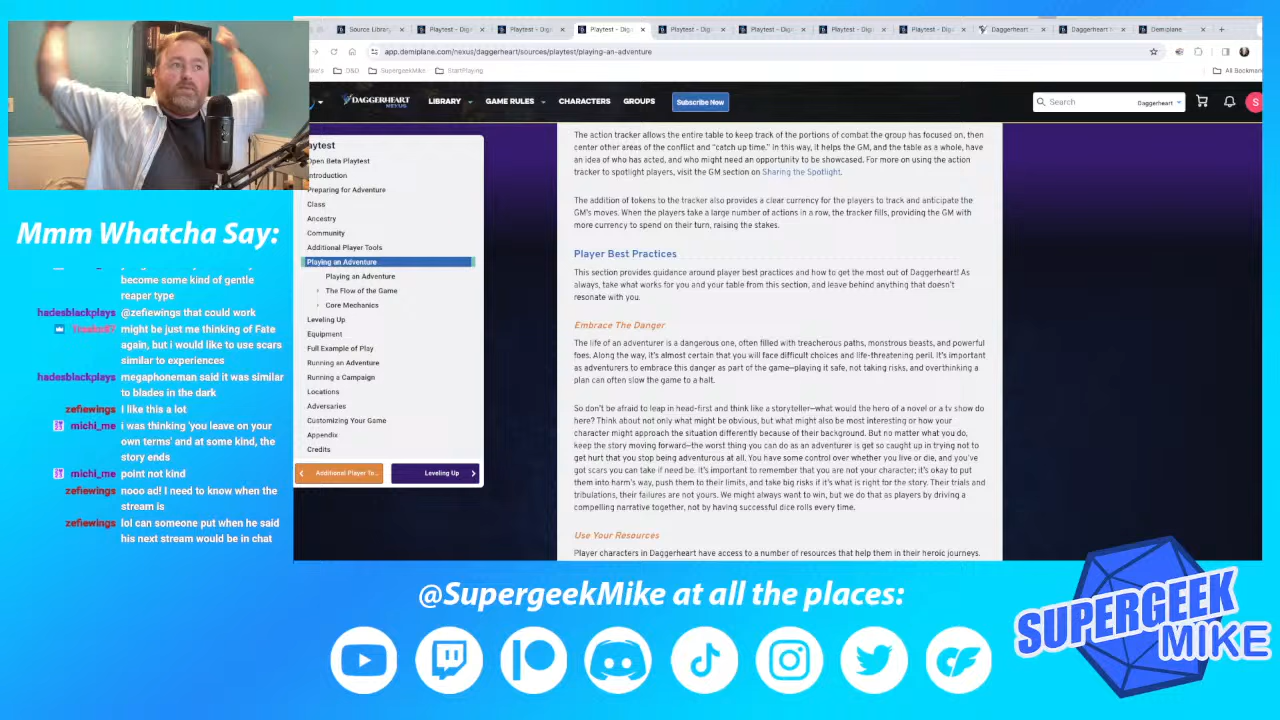 Source Library
Playtest - Dig
Playtest - Dig
Playtest - Dig
Playtest - Dig
Playtest - Dig
Playtest - Dig
Playtest - Dig
Daggerheart
Daggerheart
Demiplane
app.demiplane.com/nexus/daggerheart/sources/playtest/playing-an-adventure
D&D
SupergeekMike
StartPlaying
All Bookmar
DAGGERHEART
NEXUS
LIBRARY
GAME RULES
CHARACTERS
GROUPS
Subscribe Now
Search
Daggerheart
S
ytest
Open Beta Playtest
Introduction
Preparing for Adventure
Class
Ancestry
Community
Additional Player Tools
Playing an Adventure
Playing an Adventure
The Flow of the Game
Core Mechanics
Leveling Up
Equipment
Full Example of Play
Running an Adventure
Running a Campaign
Locations
Adversaries
Customizing Your Game
Appendix
Credits
Additional Player To...
Leveling Up
The action tracker allows the entire table to keep track of the portions of combat the group has focused on, then
center other areas of the conflict and "catch up time." In this way, it helps the GM, and the table as a whole, have
an idea of who has acted, and who might need an opportunity to be showcased. For more on using the action
tracker to spotlight players, visit the GM section on Sharing the Spotlight.
The addition of tokens to the tracker also provides a clear currency for the players to track and anticipate the
GM's moves. When the players take a large number of actions in a row, the tracker fills, providing the GM with
more currency to spend on their turn, raising the stakes.
Player Best Practices
This section provides guidance around player best practices and how to get the most out of Daggerheart! As
always, take what works for you and your table from this section, and leave behind anything that doesn't
resonate with you.
Embrace The Danger
The life of an adventurer is a dangerous one, often filled with treacherous paths, monstrous beasts, and powerful
foes. Along the way, it's almost certain that you will face difficult choices and life-threatening peril. It's important
as adventurers to embrace this danger as part of the game—playing it safe, not taking risks, and overthinking a
plan can often slow the game to a halt.
So don't be afraid to leap in head-first and think like a storyteller—what would the hero of a novel or a tv show do
here? Think about not only what might be obvious, but what might also be most interesting or how your
character might approach the situation differently because of their background. But no matter what you do,
keep the story moving forward—the worst thing you can do as an adventurer is get so caught up in trying not to
get hurt that you stop being adventurous at all. You have some control over whether you live or die, and you've
got scars you can take if need be. It's important to remember that you are not your character; it's okay to put
them into harm's way, push them to their limits, and take big risks if it's what is right for the story. Their trials and
tribulations, their failures are not yours. We might always want to win, but we do that as players by driving a
compelling narrative together, not by having successful dice rolls every time.
Use Your Resources
Player characters in Daggerheart have access to a number of resources that help them in their heroic journeys.
Mmm Whatcha Say:
become some kind of gentle
reaper type
hadesblackplays @zefiewings that could work
might be just me thinking of Fate
again, but i would like to use scars
similar to experiences
hadesblackplays megaphoneman said it was similar
to blades in the dark
zefiewings I like this a lot
michi_me i was thinking 'you leave on your
own terms' and at some kind, the
story ends
michi_me point not kind
zefiewings nooo ad! I need to know when the
stream is
zefiewings lol can someone put when he said
his next stream would be in chat
@SupergeekMike at all the places:
SUPERGEEK
MIKE